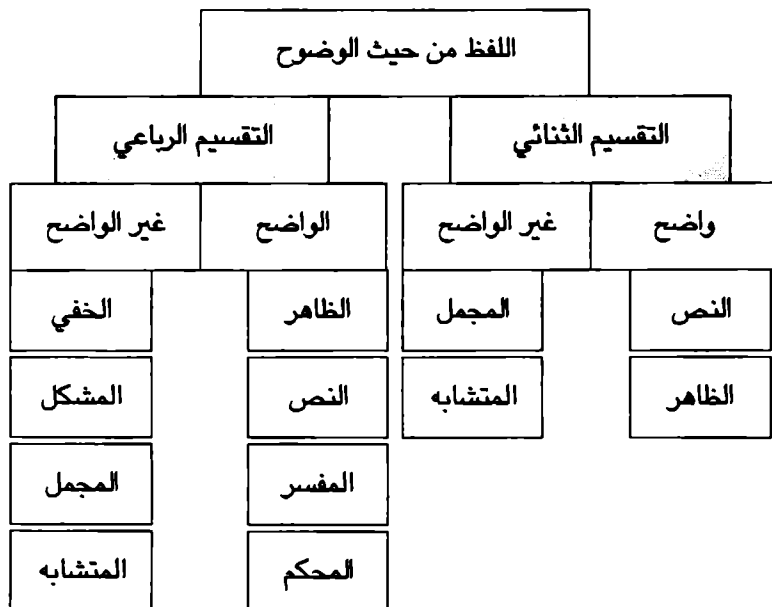 اللفظ من حيث الوضوح
التقسيم الثنائي
التقسيم الرباعي
واضح
غير الواضح
الواضح
غير الواضح
النص
المجمل
الظاهر
الخفي
الظاهر
المتشابه
النص
المشكل
المفسر
المجمل
المحكم
المتشابه